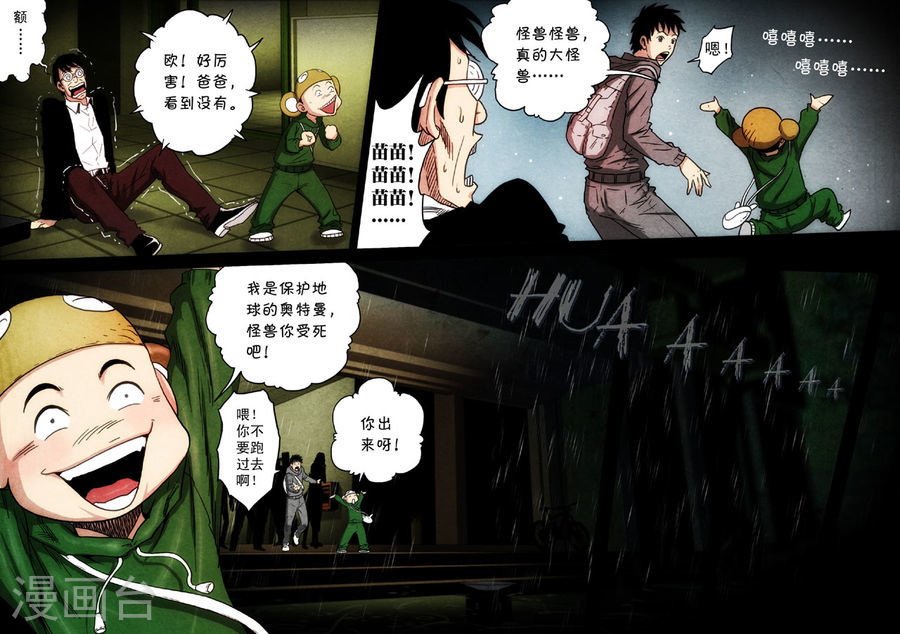 额
……
欧！好厉
害！爸爸，
看到没有。
怪兽怪兽，
真的大怪
兽……
嗯！
嘻嘻嘻……
嘻嘻嘻……
苗苗！
苗苗！
苗苗！
……
我是保护地
球的奥特曼，
怪兽你受死
吧！
喂！
你不
要跑
过去
啊！
你出
来呀！
HUAAAAAA
漫画台